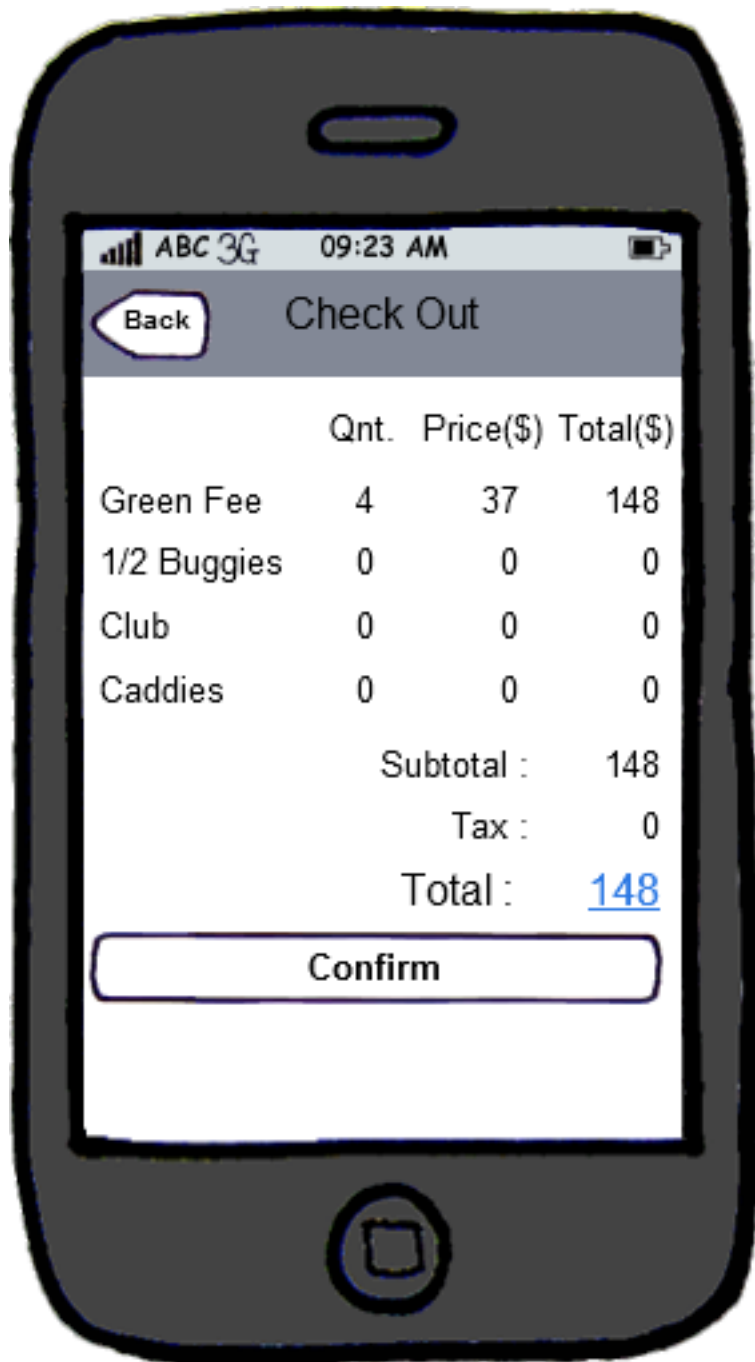 ABC 3G 09:23 AM
Back Check Out
Qnt. Price($) Total($)
Green Fee 4 37 148
1/2 Buggies 0 0 0
Club 0 0 0
Caddies 0 0 0
Subtotal : 148
Tax : 0
Total : 148
Confirm